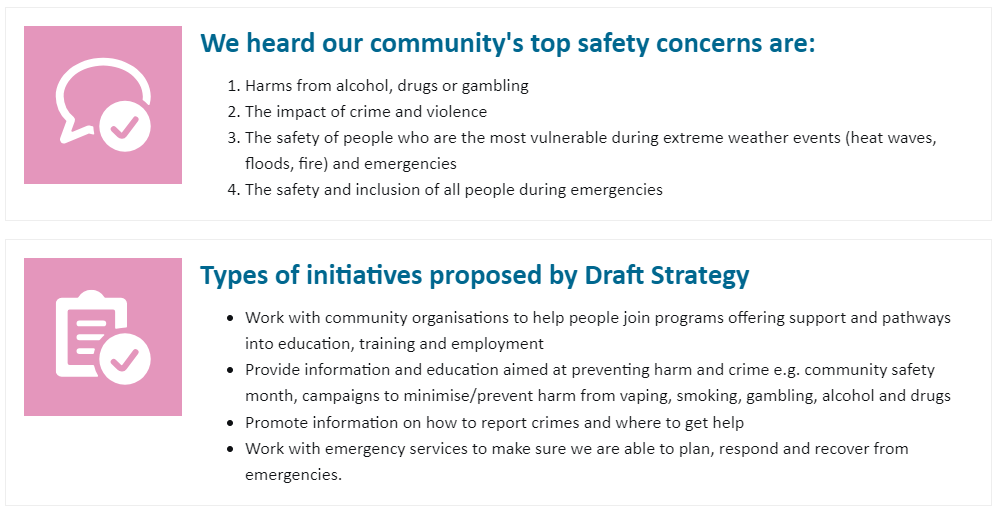 We heard our community's top safety concerns are:
1. Harms from alcohol, drugs or gambling
2. The impact of crime and violence
3. The safety of people who are the most vulnerable during extreme weather events (heat waves,
floods, fire) and emergencies
4. The safety and inclusion of all people during emergencies
Types of initiatives proposed by Draft Strategy
• Work with community organisations to help people join programs offering support and pathways
into education, training and employment
• Provide information and education aimed at preventing harm and crime e.g. community safety
month, campaigns to minimise/prevent harm from vaping, smoking, gambling, alcohol and drugs
• Promote information on how to report crimes and where to get help
• Work with emergency services to make sure we are able to plan, respond and recover from
emergencies.